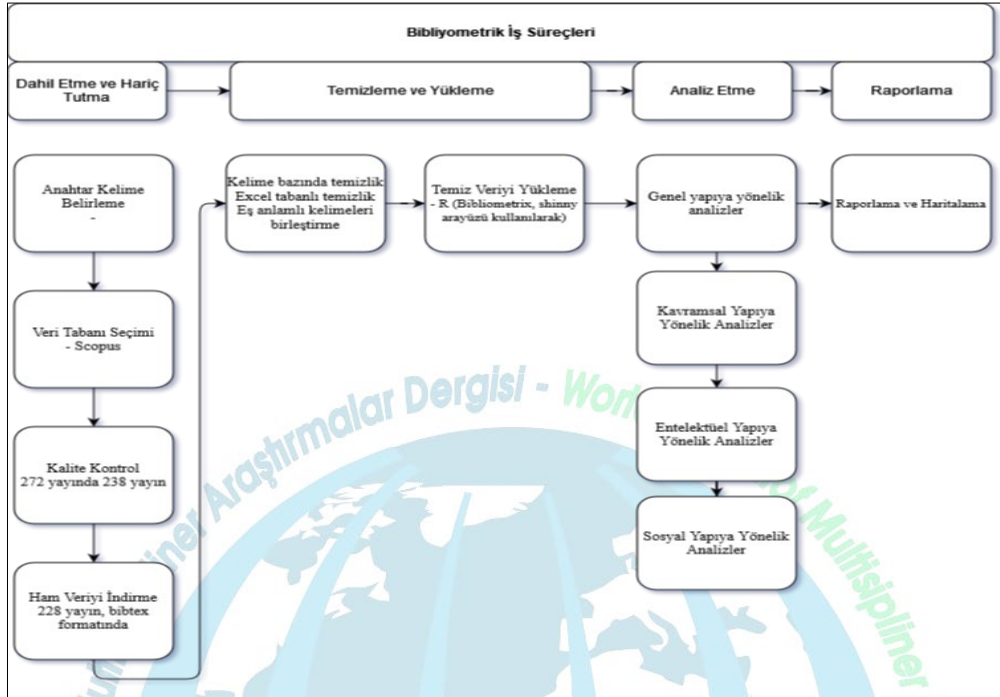 Bibliyometrik İş Süreçleri
Dahil Etme ve Hariç
Tutma
Temizleme ve Yükleme
Analiz Etme
Raporlama
Anahtar Kelime
Belirleme
-
Veri Tabanı Seçimi
- Scopus
Kalite Kontrol
272 yayında 238 yayın
Ham Veriyi İndirme
228 yayın, bibtex
formatında
Kelime bazında temizlik
Excel tabanlı temizlik
Eş anlamlı kelimeleri
birleştirme
Temiz Veriyi Yükleme
- R (Bibliometrix, shinny
arayüzü kullanılarak)
Genel yapıya yönelik
analizler
Kavramsal Yapıya
Yönelik Analizler
Entelektüel Yapıya
Yönelik Analizler
Sosyal Yapıya Yönelik
Analizler
Raporlama ve Haritalama
Araştırmalar Dergisi -
of Multisipliner